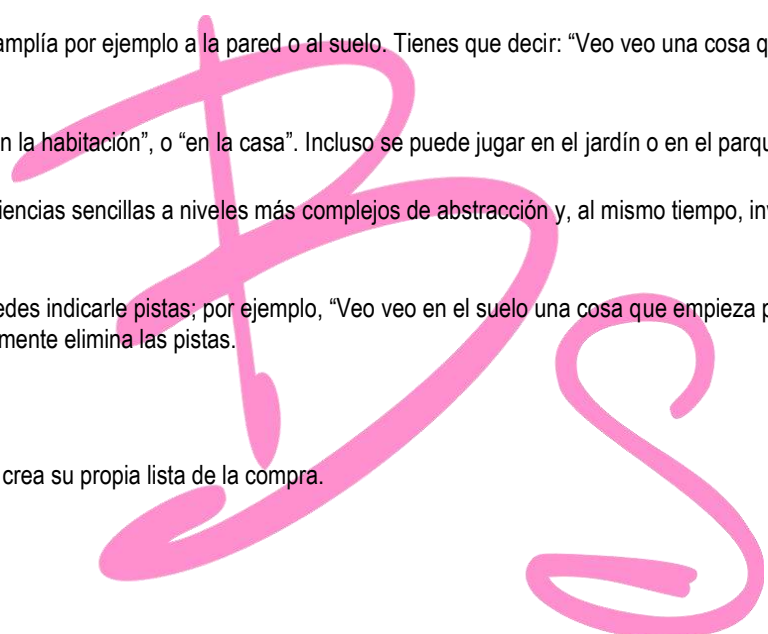 amplía por ejemplo a la pared o al suelo. Tienes que decir: “Veo veo una cosa q
n la habitación”, o “en la casa”. Incluso se puede jugar en el jardín o en el parqu
iencias sencillas a niveles más complejos de abstracción y, al mismo tiempo, inv
edes indicarle pistas; por ejemplo, “Veo veo en el suelo una cosa que empieza p
mente elimina las pistas.
crea su propia lista de la compra.
B
S